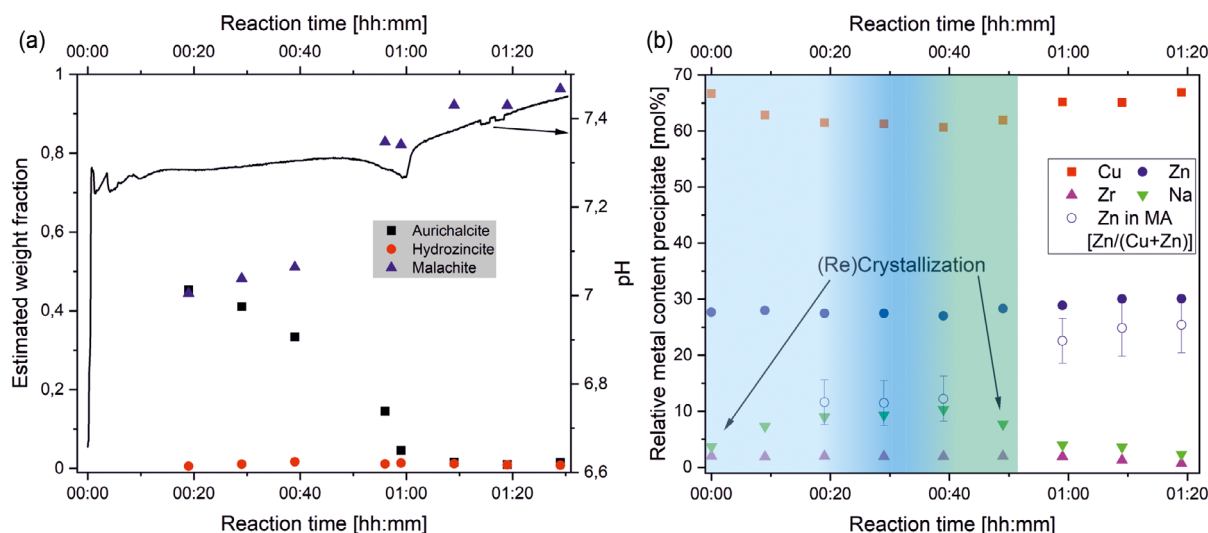 (a)
Reaction time [hh:mm]
00:00 00:20 00:40 01:00 01:20
Estimated weight fraction
1
0,8
0,6
0,4
0,2
0
7,4
7,2
7
6,8
6,6
pH
Aurichalcite
Hydrozincite
Malachite
00:00 00:20 00:40 01:00 01:20
Reaction time [hh:mm]
(b)
Reaction time [hh:mm]
00:00 00:20 00:40 01:00 01:20
Relative metal content precipitate [mol%]
70
60
50
40
30
20
10
0
Cu Zn
Zr Na
Zn in MA
[Zn/(Cu+Zn)]
(Re)Crystallization
00:00 00:20 00:40 01:00 01:20
Reaction time [hh:mm]